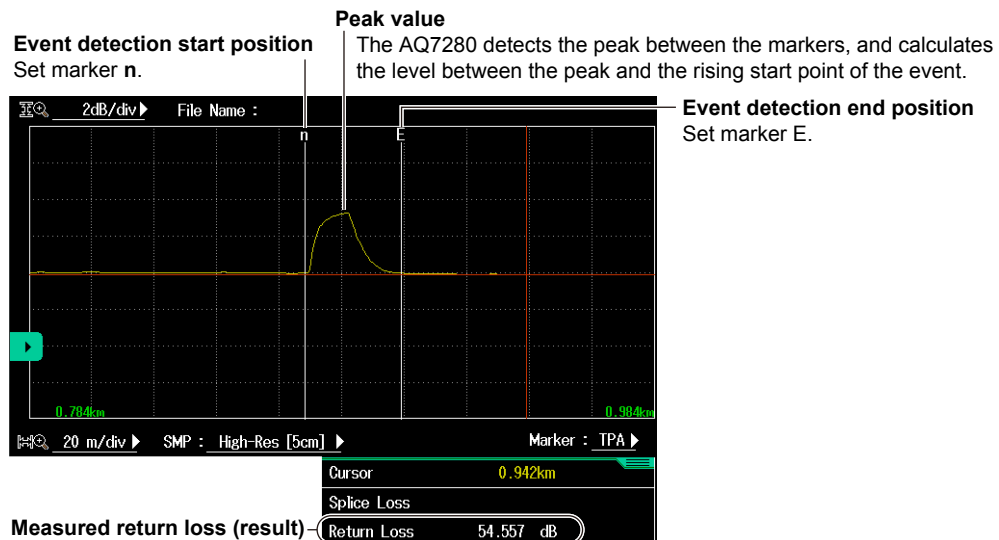 Peak value
The AQ7280 detects the peak between the markers, and calculates
the level between the peak and the rising start point of the event.
Event detection start position
Set marker n.
Event detection end position
Set marker E.
2dB/div
File Name :
n
E
0.784km
0.984km
20 m/div
SMP : High-Res [5cm]
Marker : TPA
Cursor 0.942km
Splice Loss
Measured return loss (result)
Return Loss 54.557 dB